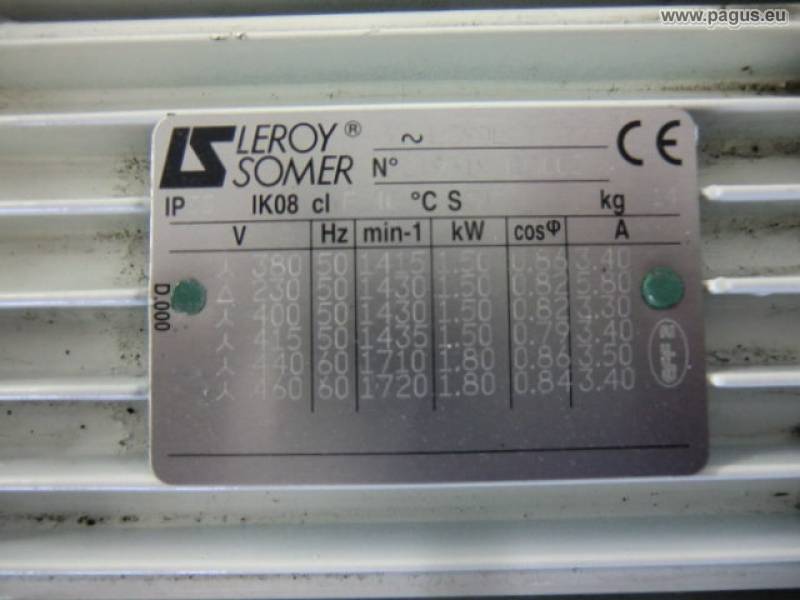 www.pagus.eu
LEROY® ~ CE
SOMER N°
IP IK08 cl °C S kg
V Hz min-1 kW cosφ A
⅄ 380 50 1415 1.50 0.86 3.40
Δ 230 50 1430 1.50 0.82 5.80
⅄ 400 50 1430 1.50 0.82 3.30
⅄ 415 50 1435 1.50 0.79 3.40
⅄ 440 60 1710 1.80 0.86 3.50
⅄ 460 60 1720 1.80 0.84 3.40
D.000